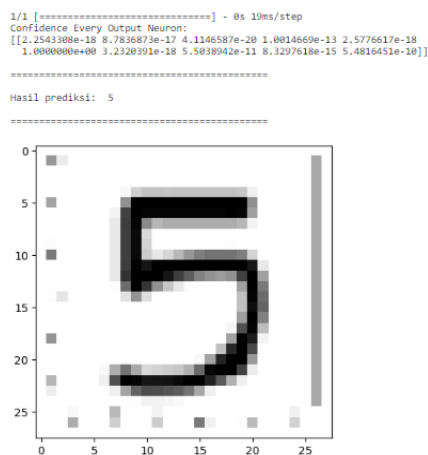 1/1 [==============================] - 0s 19ms/step
Confidence Every Output Neuron:
[[2.2543308e-18 8.7836873e-17 4.1146587e-20 1.0014669e-13 2.5776617e-18
1.0000000e+00 3.2320391e-18 5.5038942e-11 8.3297618e-15 5.4816451e-10]]
============================================
Hasil prediksi: 5
============================================
0
5
10
15
20
25
5
0 5 10 15 20 25